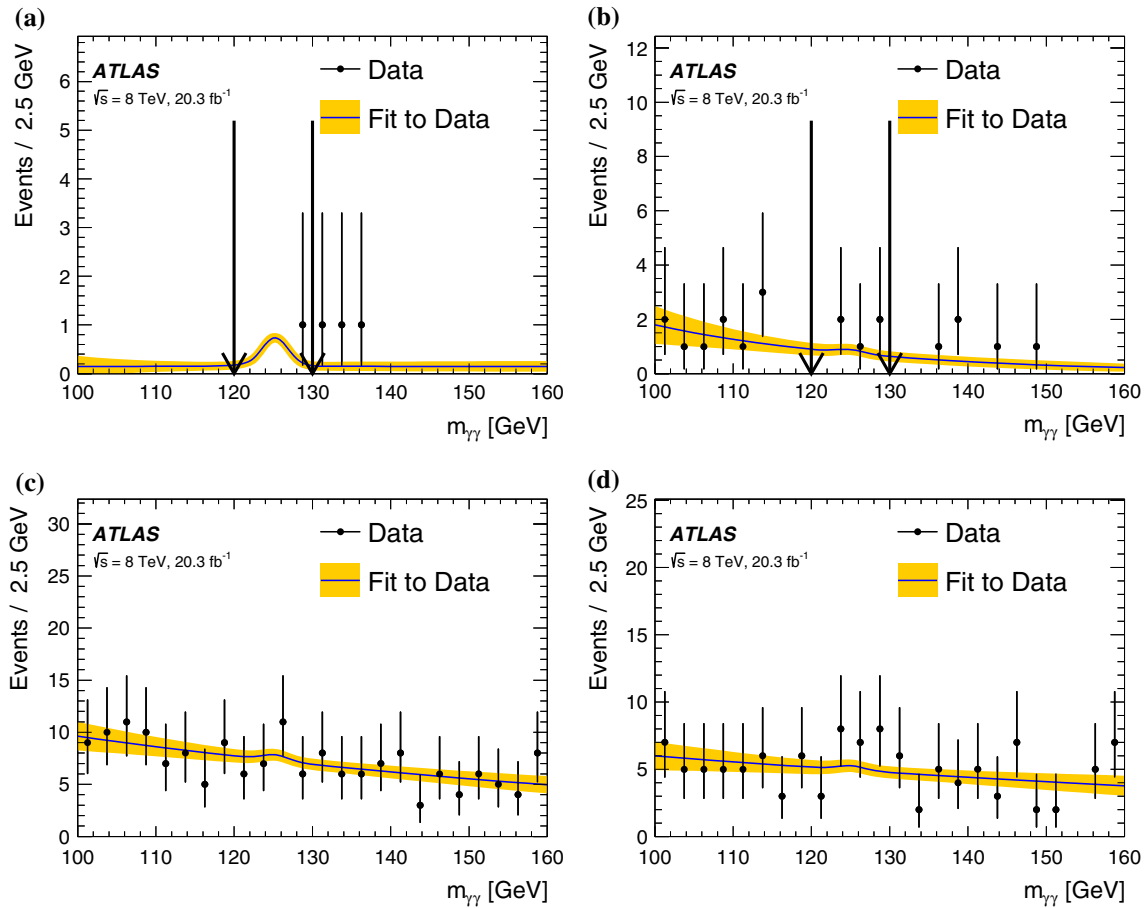 (a)
Events / 2.5 GeV
ATLAS
√s = 8 TeV, 20.3 fb⁻¹
Data
Fit to Data
6
5
4
3
2
1
0
100 110 120 130 140 150 160
mγγ [GeV]
(b)
Events / 2.5 GeV
ATLAS
√s = 8 TeV, 20.3 fb⁻¹
Data
Fit to Data
12
10
8
6
4
2
0
100 110 120 130 140 150 160
mγγ [GeV]
(c)
Events / 2.5 GeV
ATLAS
√s = 8 TeV, 20.3 fb⁻¹
Data
Fit to Data
30
25
20
15
10
5
0
100 110 120 130 140 150 160
mγγ [GeV]
(d)
Events / 2.5 GeV
ATLAS
√s = 8 TeV, 20.3 fb⁻¹
Data
Fit to Data
25
20
15
10
5
0
100 110 120 130 140 150 160
mγγ [GeV]